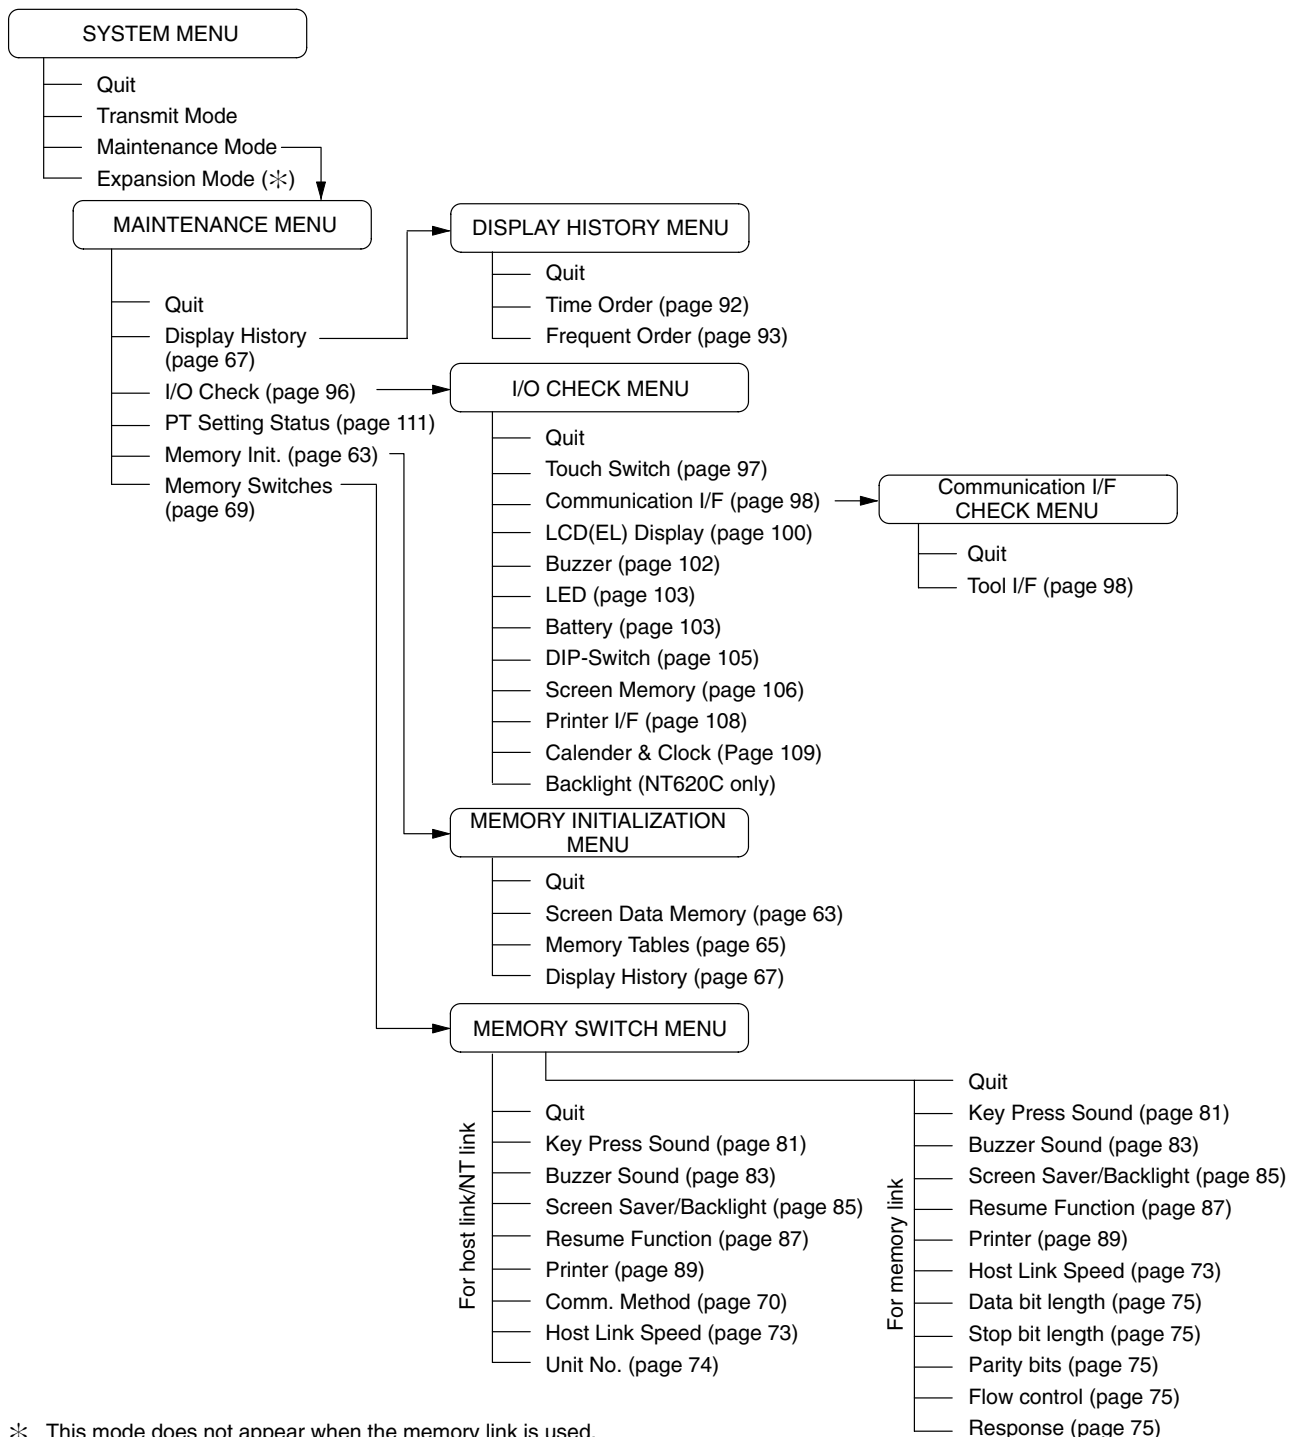 SYSTEM MENU
Quit
Transmit Mode
Maintenance Mode
Expansion Mode (✳)
MAINTENANCE MENU
Quit
Display History
(page 67)
I/O Check (page 96)
PT Setting Status (page 111)
Memory Init. (page 63)
Memory Switches
(page 69)
DISPLAY HISTORY MENU
Quit
Time Order (page 92)
Frequent Order (page 93)
I/O CHECK MENU
Quit
Touch Switch (page 97)
Communication I/F (page 98)
LCD(EL) Display (page 100)
Buzzer (page 102)
LED (page 103)
Battery (page 103)
DIP-Switch (page 105)
Screen Memory (page 106)
Printer I/F (page 108)
Calender & Clock (Page 109)
Backlight (NT620C only)
Communication I/F
CHECK MENU
Quit
Tool I/F (page 98)
MEMORY INITIALIZATION
MENU
Quit
Screen Data Memory (page 63)
Memory Tables (page 65)
Display History (page 67)
MEMORY SWITCH MENU
For host link/NT link
Quit
Key Press Sound (page 81)
Buzzer Sound (page 83)
Screen Saver/Backlight (page 85)
Resume Function (page 87)
Printer (page 89)
Comm. Method (page 70)
Host Link Speed (page 73)
Unit No. (page 74)
For memory link
Quit
Key Press Sound (page 81)
Buzzer Sound (page 83)
Screen Saver/Backlight (page 85)
Resume Function (page 87)
Printer (page 89)
Host Link Speed (page 73)
Data bit length (page 75)
Stop bit length (page 75)
Parity bits (page 75)
Flow control (page 75)
Response (page 75)
✳ This mode does not appear when the memory link is used.